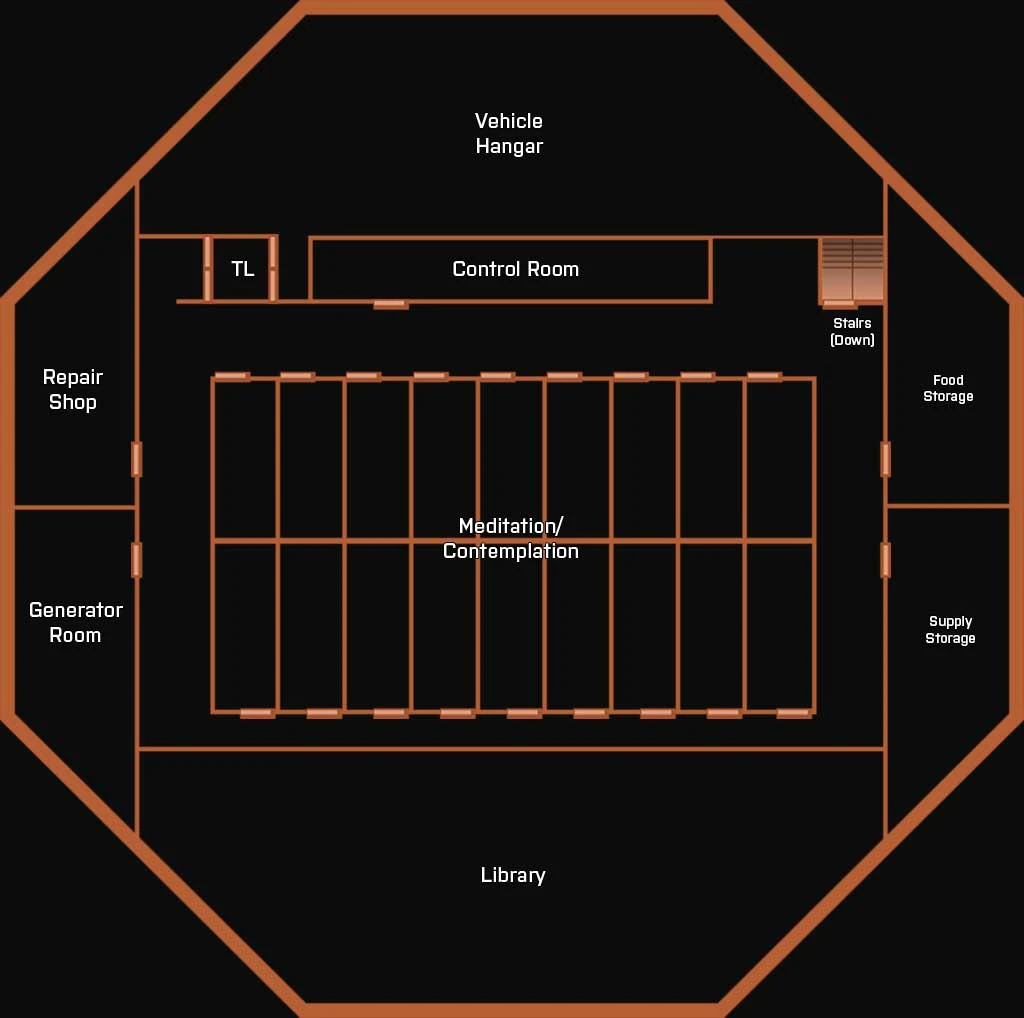 Vehicle
Hangar
TL
Control Room
Stairs
(Down)
Repair
Shop
Food
Storage
Meditation/
Contemplation
Generator
Room
Supply
Storage
Library